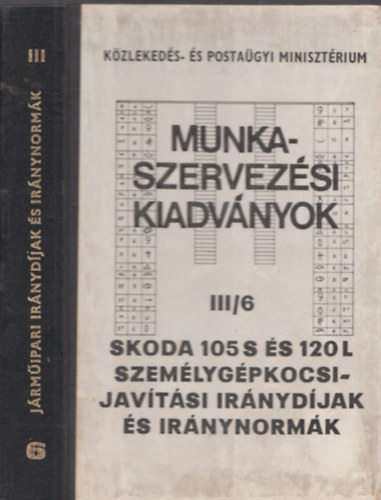 KÖZLEKEDÉS- ÉS POSTAÜGYI MINISZTÉRIUM
MUNKA-
SZERVEZÉSI
KIADVÁNYOK
III/6
SKODA 105 S ÉS 120 L
SZEMÉLYGÉPKOCSI-
JAVÍTÁSI IRÁNYDÍJAK
ÉS IRÁNYNORMÁK
6 JÁRMŰIPARI IRÁNYDÍJAK ÉS IRÁNYNORMÁK III